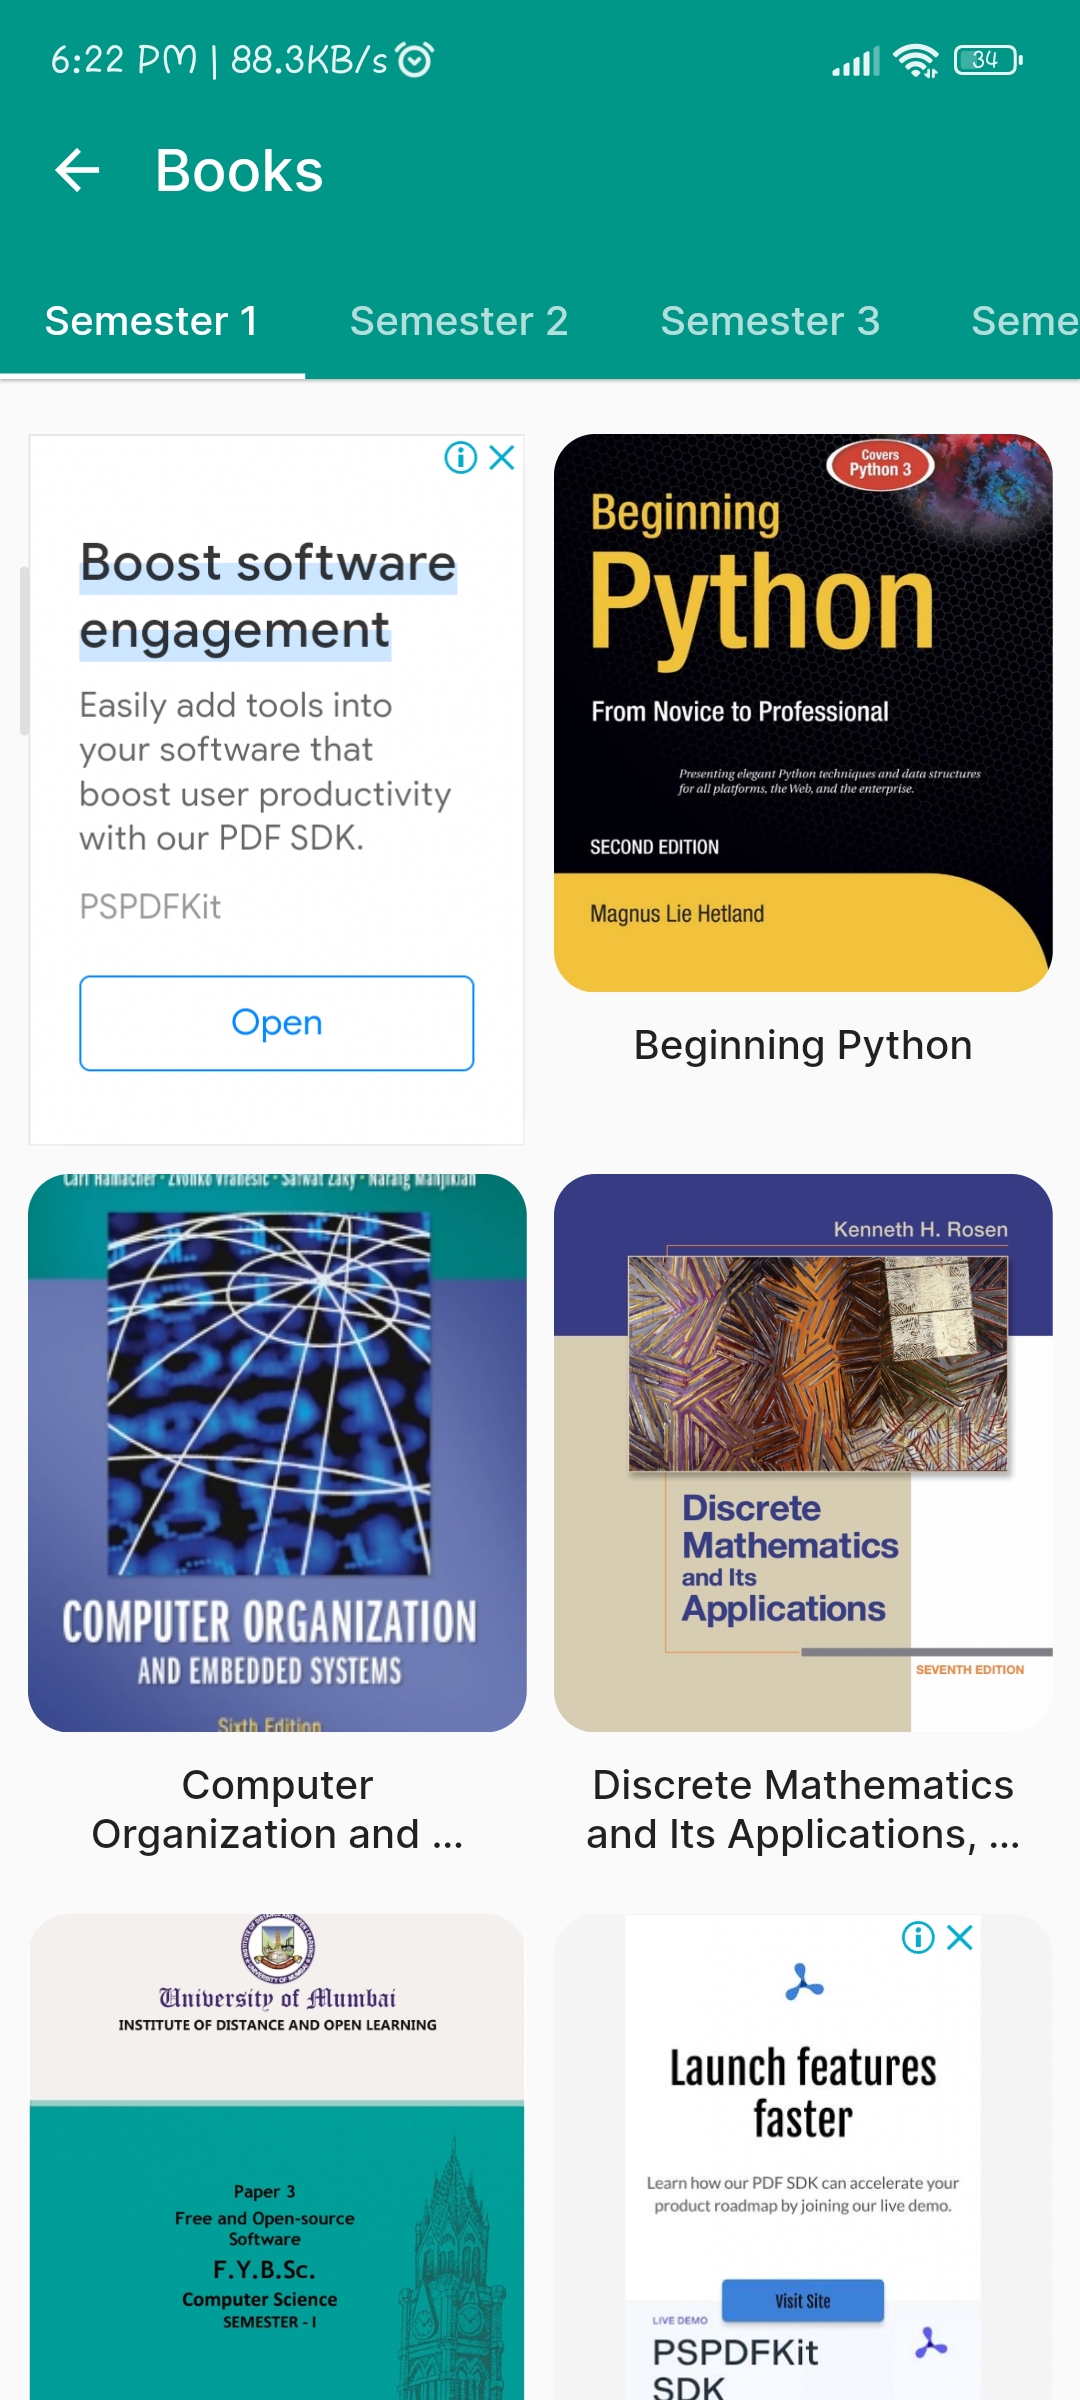 6:22 PM | 88.3KB/s
34
Books
Semester 1
Semester 2
Semester 3
Seme
Boost software
engagement
Easily add tools into
your software that
boost user productivity
with our PDF SDK.
PSPDFKit
Open
Covers
Python 3
Beginning
Python
From Novice to Professional
Presenting elegant Python techniques and data structures
for all platforms, the Web, and the enterprise.
SECOND EDITION
Magnus Lie Hetland
Beginning Python
Carl Hamacher · Zvonko Vranesic · Safwat Zaky · Naraig Manjikian
COMPUTER ORGANIZATION
AND EMBEDDED SYSTEMS
Sixth Edition
Computer
Organization and ...
Kenneth H. Rosen
Discrete
Mathematics
and Its
Applications
SEVENTH EDITION
Discrete Mathematics
and Its Applications, ...
University of Mumbai
INSTITUTE OF DISTANCE AND OPEN LEARNING
Paper 3
Free and Open-source
Software
F.Y.B.Sc.
Computer Science
SEMESTER - I
Launch features
faster
Learn how our PDF SDK can accelerate your
product roadmap by joining our live demo.
Visit Site
LIVE DEMO
PSPDFKit
SDK